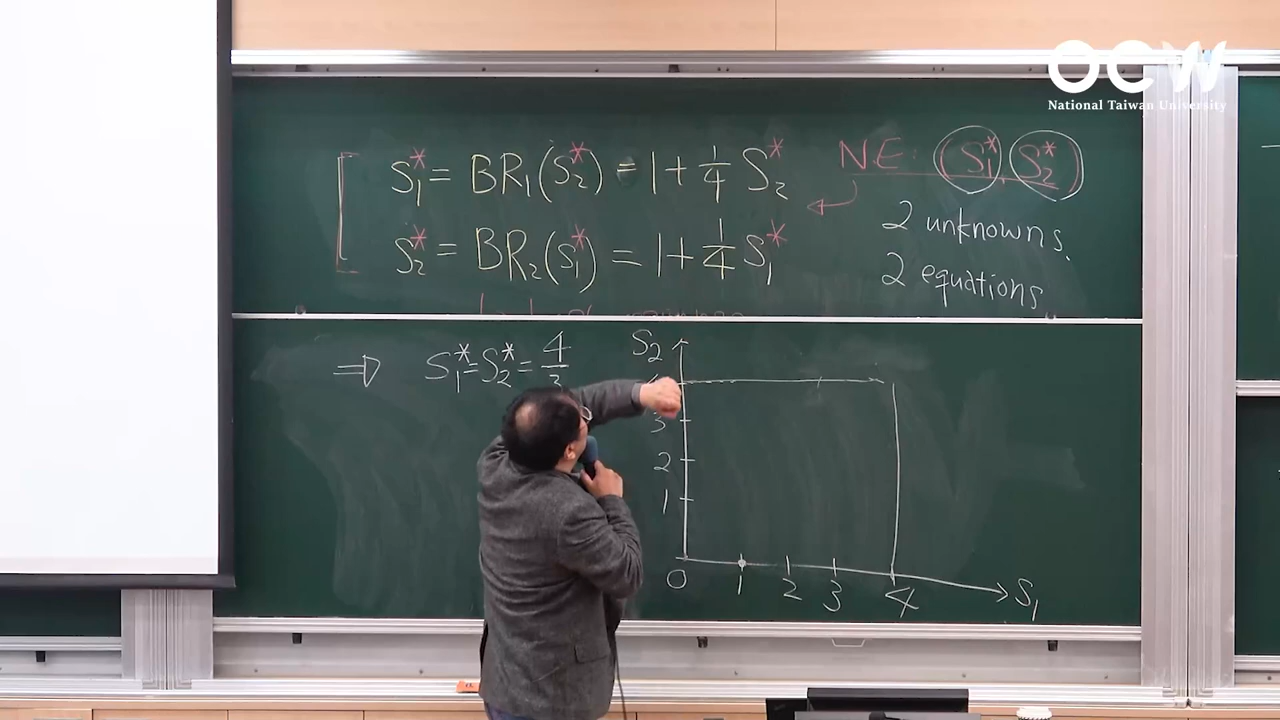 OCW
National Taiwan University
S₁* = BR₁(S₂*) = 1 + 1/4 S₂*
S₂* = BR₂(S₁*) = 1 + 1/4 S₁*
NE: (S₁*, S₂*)
2 unknowns.
2 equations
⇒ S₁* = S₂* = 4/3
S₂
3
2
1
0 1 2 3 4 S₁